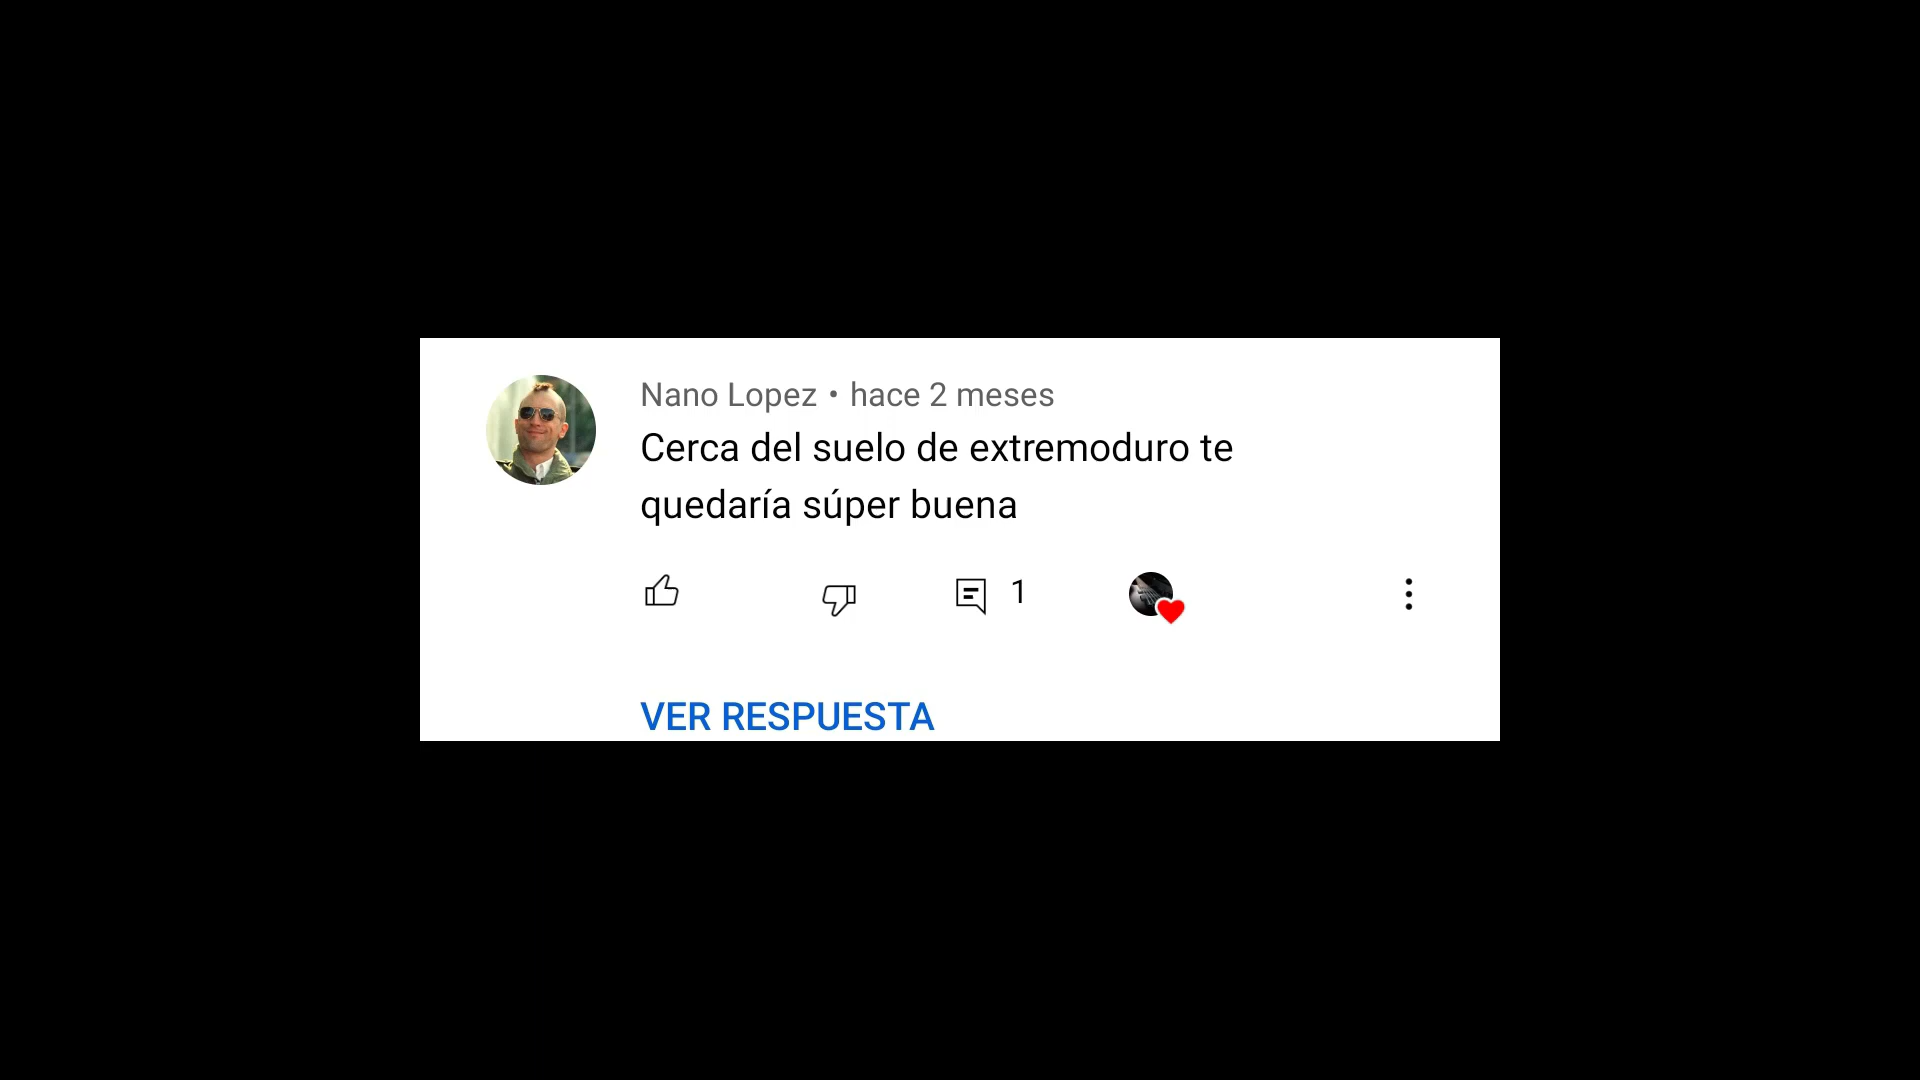 Nano Lopez • hace 2 meses
Cerca del suelo de extremoduro te
quedaría súper buena
1
VER RESPUESTA